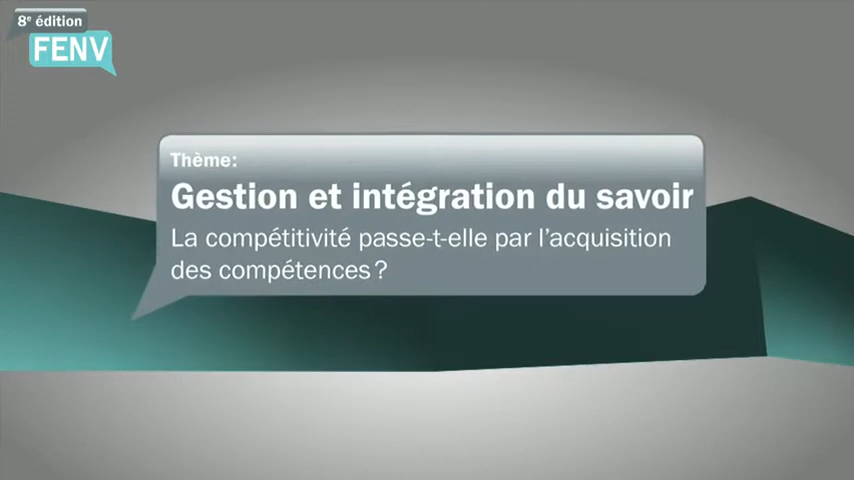 8e édition
FENV
Thème:
Gestion et intégration du savoir
La compétitivité passe-t-elle par l’acquisition
des compétences ?